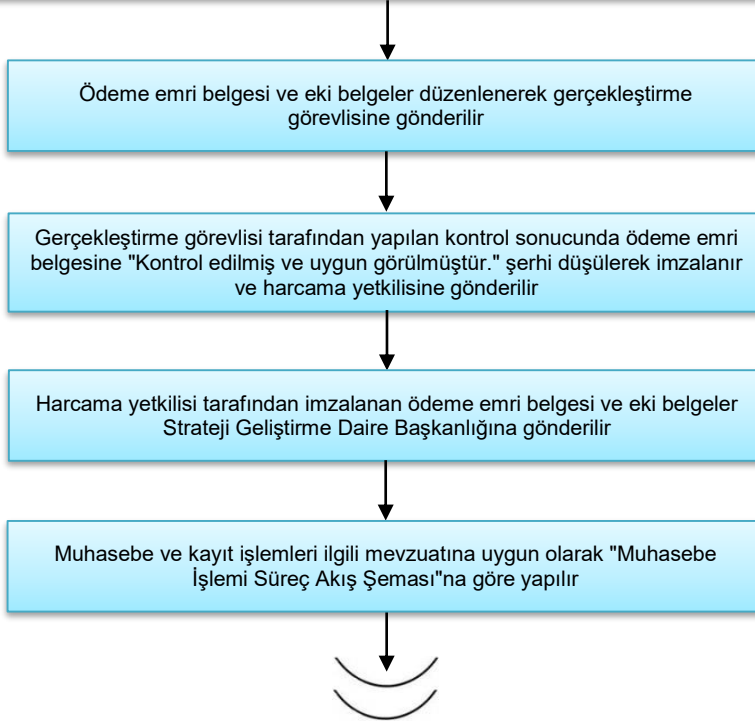 Ödeme emri belgesi ve eki belgeler düzenlenerek gerçekleştirme
görevlisine gönderilir
Gerçekleştirme görevlisi tarafından yapılan kontrol sonucunda ödeme emri
belgesine "Kontrol edilmiş ve uygun görülmüştür." şerhi düşülerek imzalanır
ve harcama yetkilisine gönderilir
Harcama yetkilisi tarafından imzalanan ödeme emri belgesi ve eki belgeler
Strateji Geliştirme Daire Başkanlığına gönderilir
Muhasebe ve kayıt işlemleri ilgili mevzuatına uygun olarak "Muhasebe
İşlemi Süreç Akış Şeması"na göre yapılır